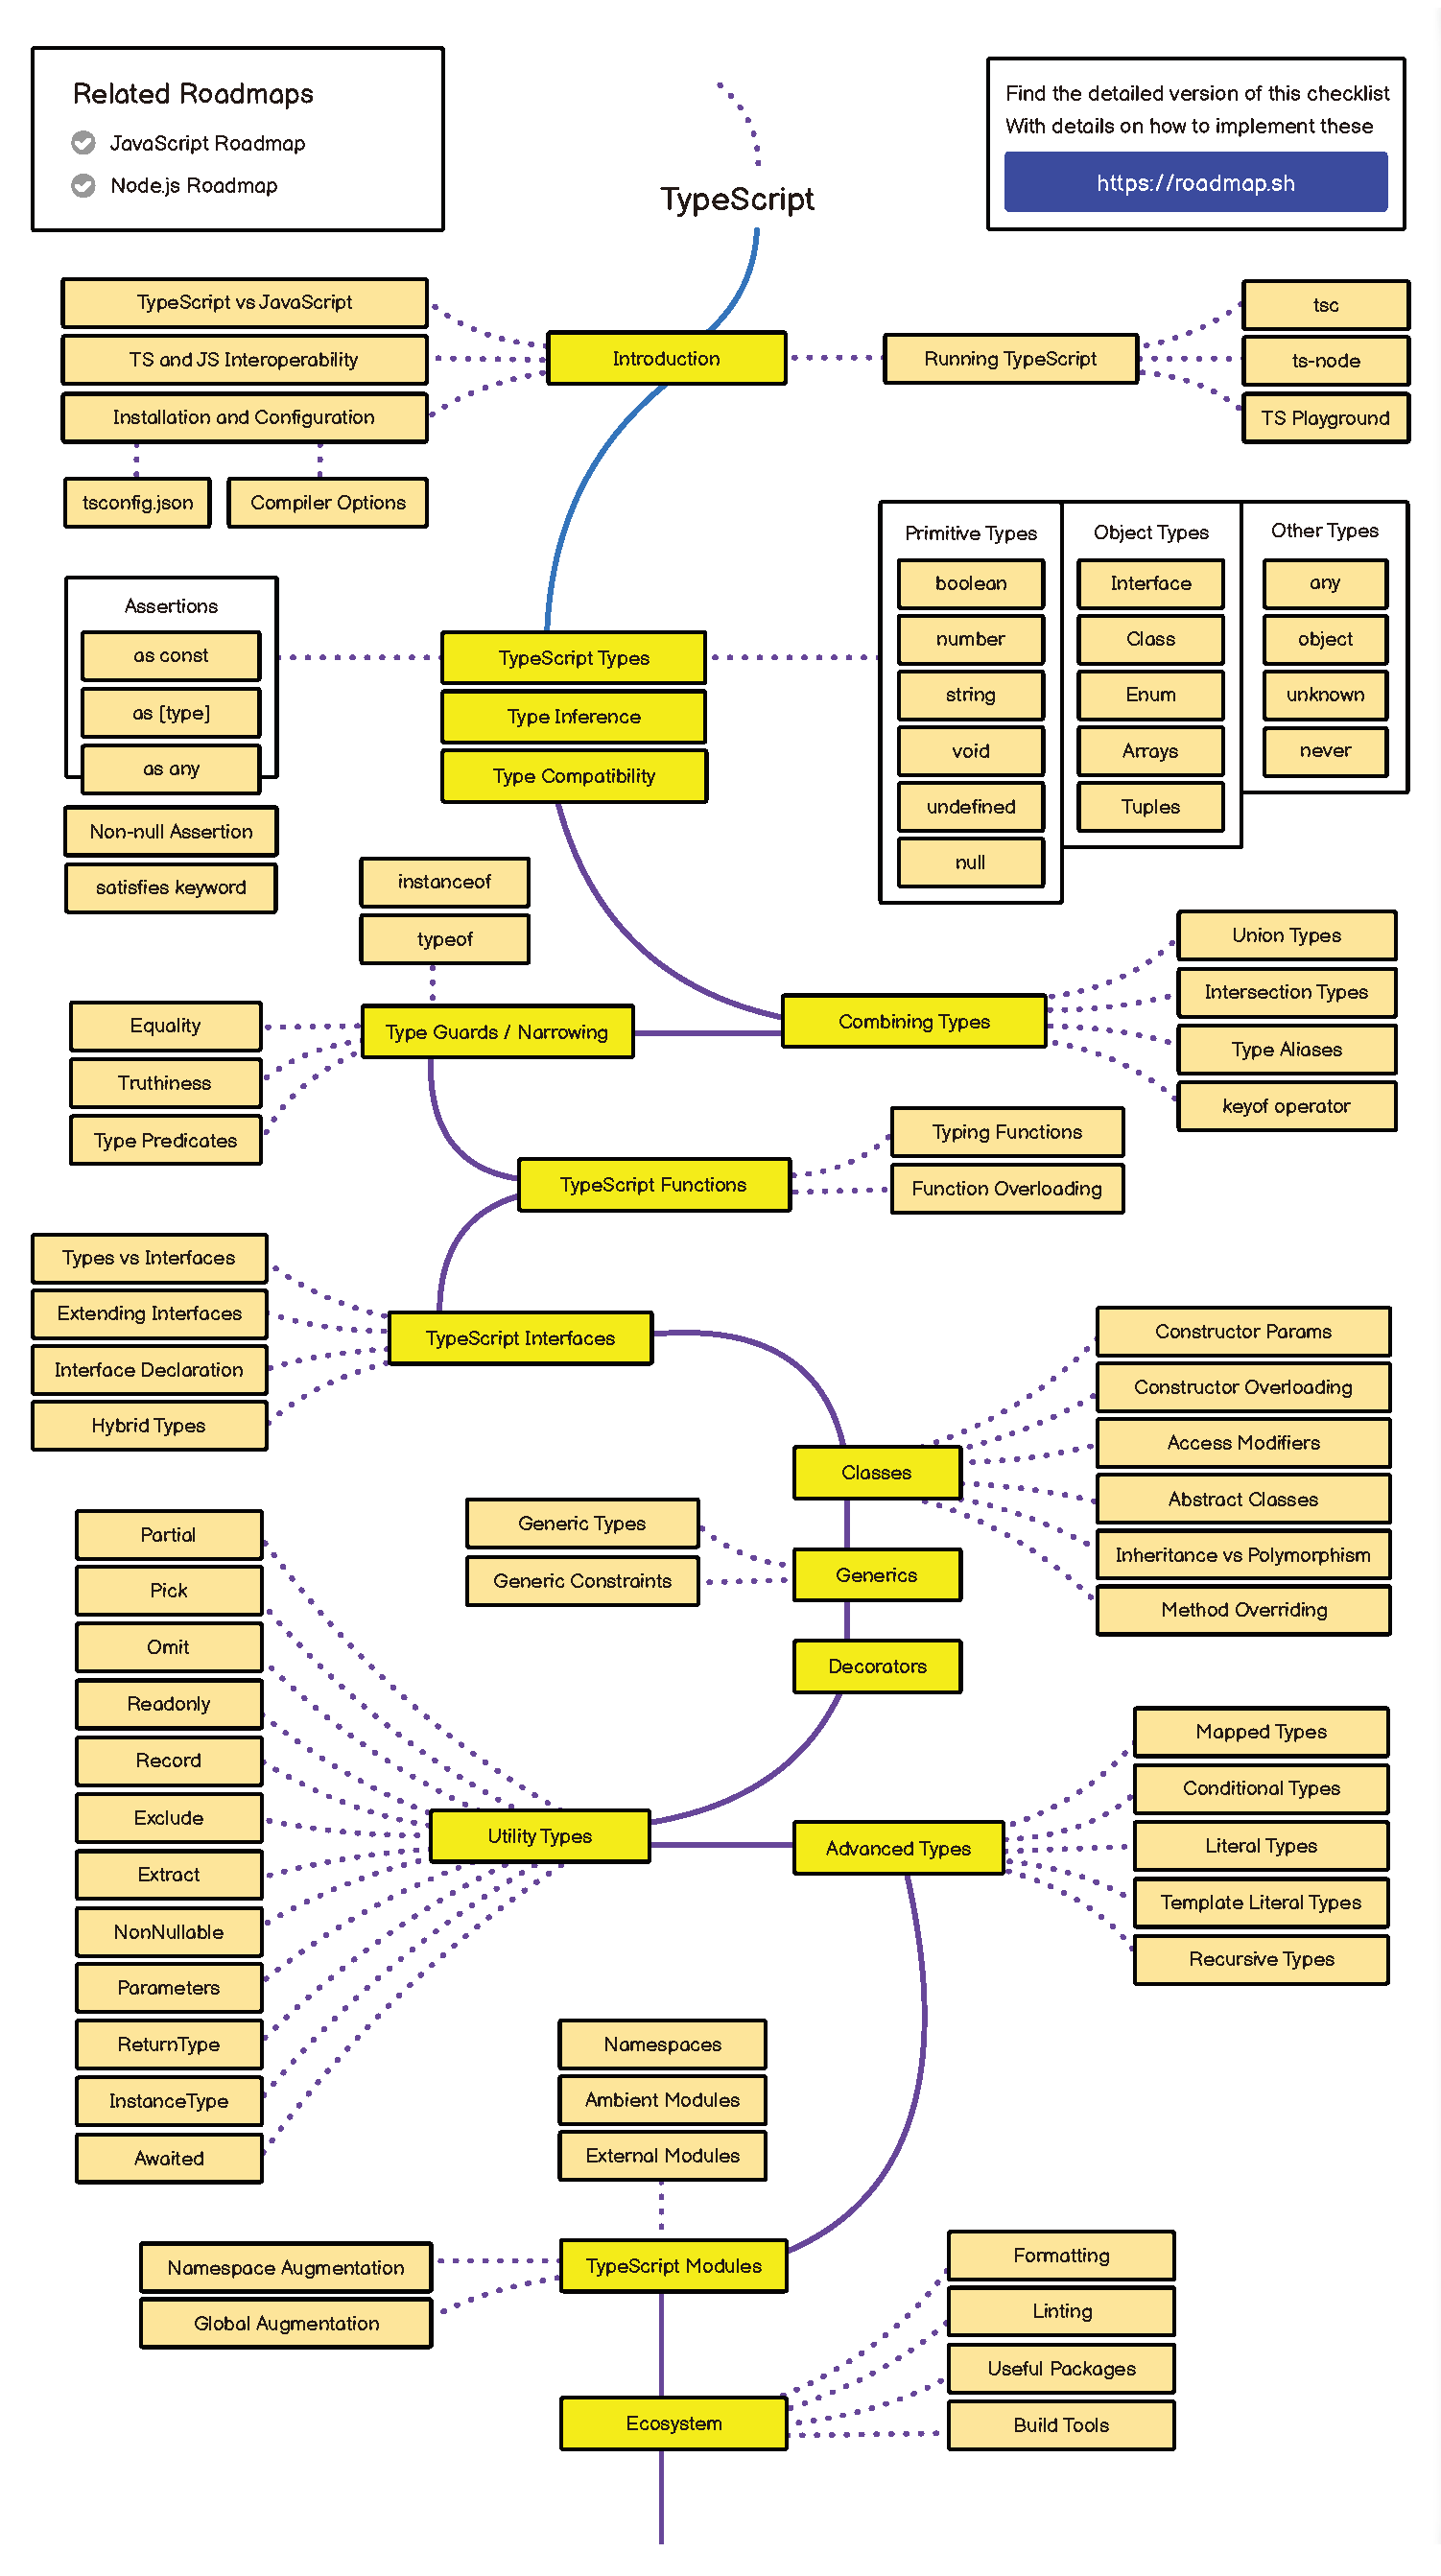 Related Roadmaps
JavaScript Roadmap
Node.js Roadmap
Find the detailed version of this checklist
With details on how to implement these
https://roadmap.sh
TypeScript
TypeScript vs JavaScript
TS and JS Interoperability
Installation and Configuration
tsconfig.json
Compiler Options
Introduction
Running TypeScript
tsc
ts-node
TS Playground
Assertions
as const
as [type]
as any
Non-null Assertion
satisfies keyword
TypeScript Types
Type Inference
Type Compatibility
Primitive Types
boolean
number
string
void
undefined
null
Object Types
Interface
Class
Enum
Arrays
Tuples
Other Types
any
object
unknown
never
instanceof
typeof
Equality
Truthiness
Type Predicates
Type Guards / Narrowing
Combining Types
Union Types
Intersection Types
Type Aliases
keyof operator
TypeScript Functions
Typing Functions
Function Overloading
Types vs Interfaces
Extending Interfaces
Interface Declaration
Hybrid Types
TypeScript Interfaces
Classes
Constructor Params
Constructor Overloading
Access Modifiers
Abstract Classes
Inheritance vs Polymorphism
Method Overriding
Generic Types
Generic Constraints
Generics
Decorators
Partial
Pick
Omit
Readonly
Record
Exclude
Extract
NonNullable
Parameters
ReturnType
InstanceType
Awaited
Utility Types
Advanced Types
Mapped Types
Conditional Types
Literal Types
Template Literal Types
Recursive Types
Namespaces
Ambient Modules
External Modules
Namespace Augmentation
Global Augmentation
TypeScript Modules
Formatting
Linting
Useful Packages
Build Tools
Ecosystem